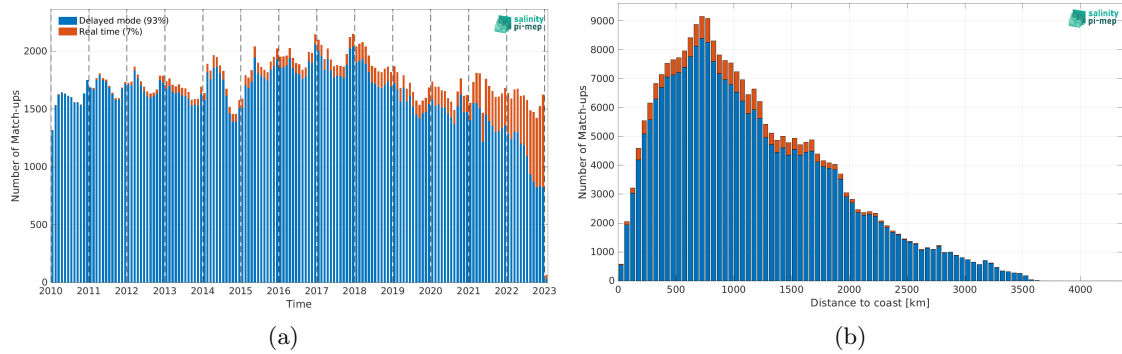 Delayed mode (93%)
Real time (7%)
salinity
pi-mep
Number of Match-ups
2000
1500
1000
500
0
2010 2011 2012 2013 2014 2015 2016 2017 2018 2019 2020 2021 2022 2023
Time
(a)
salinity
pi-mep
Number of Match-ups
9000
8000
7000
6000
5000
4000
3000
2000
1000
0
0 500 1000 1500 2000 2500 3000 3500 4000
Distance to coast [km]
(b)